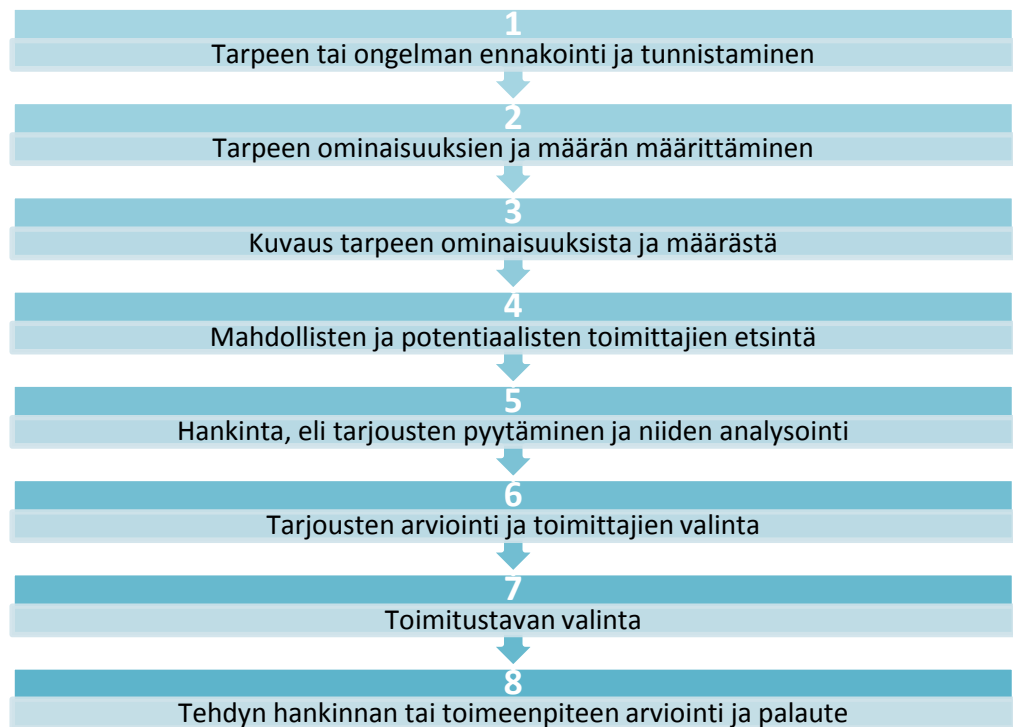 1
Tarpeen tai ongelman ennakointi ja tunnistaminen
2
Tarpeen ominaisuuksien ja määrän määrittäminen
3
Kuvaus tarpeen ominaisuuksista ja määrästä
4
Mahdollisten ja potentiaalisten toimittajien etsintä
5
Hankinta, eli tarjousten pyytäminen ja niiden analysointi
6
Tarjousten arviointi ja toimittajien valinta
7
Toimitustavan valinta
8
Tehdyn hankinnan tai toimeenpiteen arviointi ja palaute